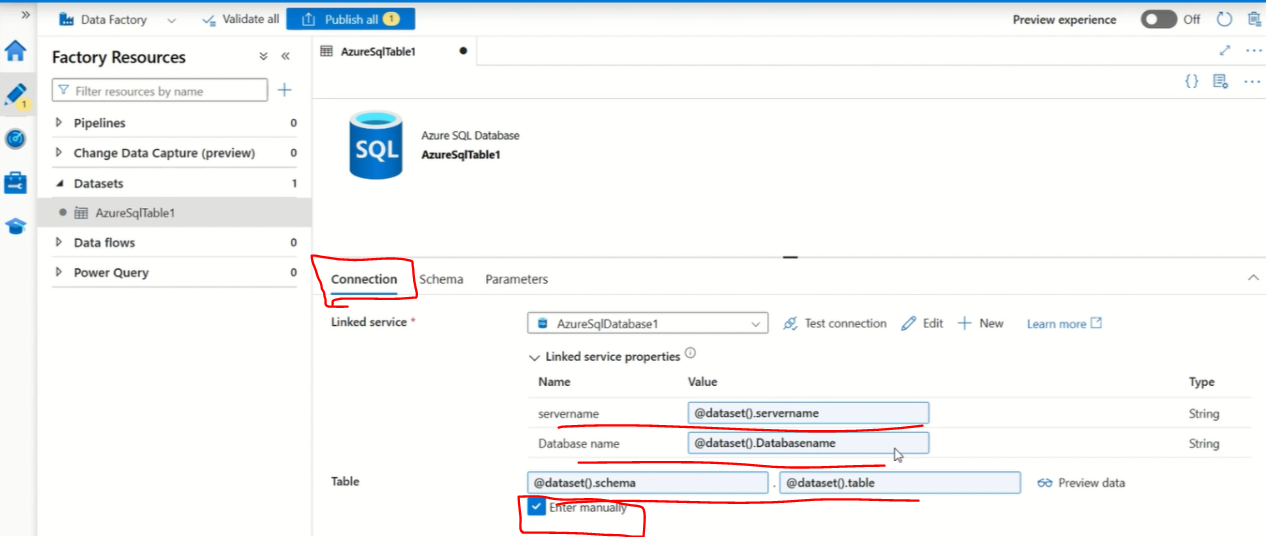 Data Factory
Validate all
Publish all 1
Preview experience
Off
Factory Resources
AzureSqlTable1
Filter resources by name
1
Pipelines 0
Change Data Capture (preview) 0
Datasets 1
AzureSqlTable1
Data flows 0
Power Query 0
SQL
Azure SQL Database
AzureSqlTable1
Connection Schema Parameters
Linked service *
AzureSqlDatabase1
Test connection
Edit
New
Learn more
Linked service properties
Name Value Type
servername @dataset().servername String
Database name @dataset().Databasename String
Table @dataset().schema . @dataset().table Preview data
Enter manually